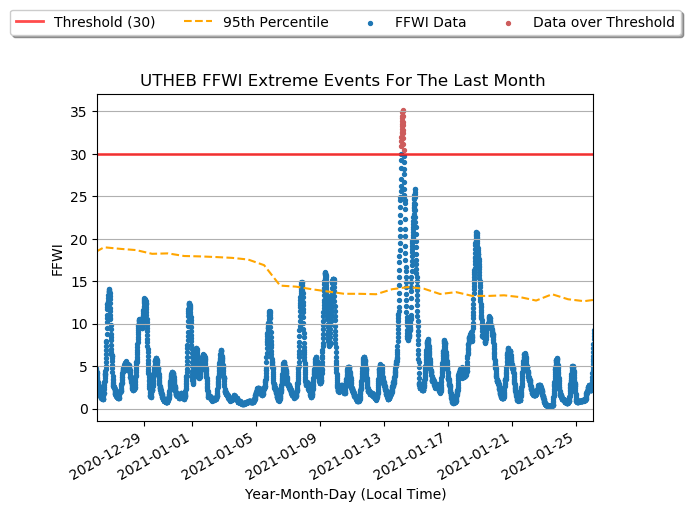 Threshold (30) 95th Percentile FFWI Data Data over Threshold
UTHEB FFWI Extreme Events For The Last Month
35
30
25
20
15
10
5
0
FFWI
2020-12-29 2021-01-01 2021-01-05 2021-01-09 2021-01-13 2021-01-17 2021-01-21 2021-01-25
Year-Month-Day (Local Time)